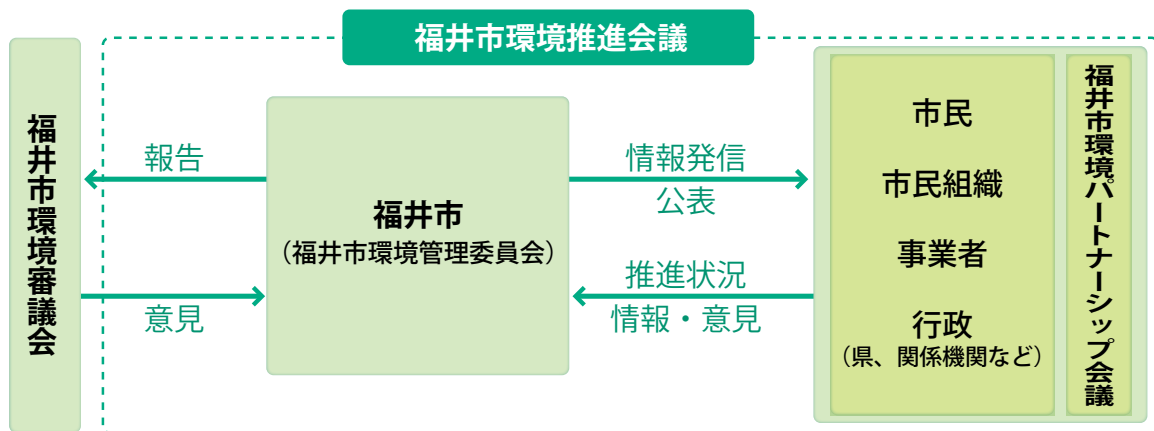 福井市環境推進会議
福井市環境審議会
報告
意見
福井市
（福井市環境管理委員会）
情報発信
公表
推進状況
情報・意見
市民
市民組織
事業者
行政
（県、関係機関など）
福井市環境パートナーシップ会議